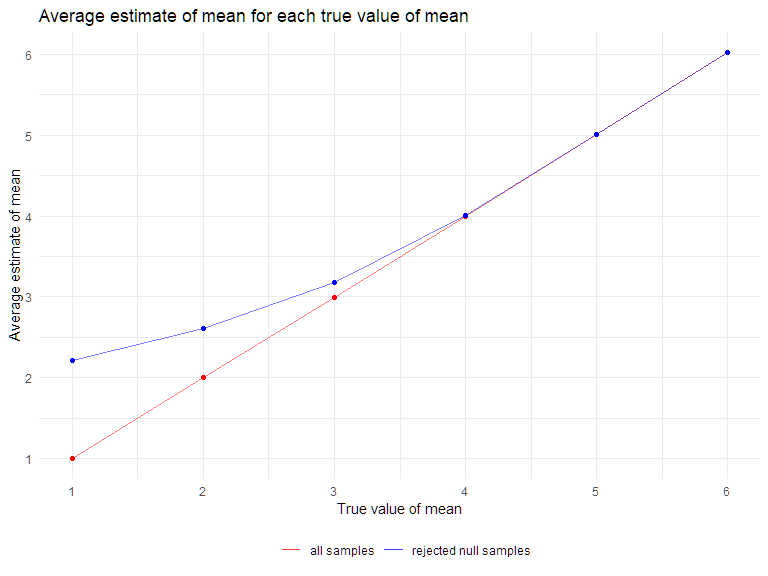 Average estimate of mean for each true value of mean
6
5
4
3
2
1
Average estimate of mean
1 2 3 4 5 6
True value of mean
all samples rejected null samples